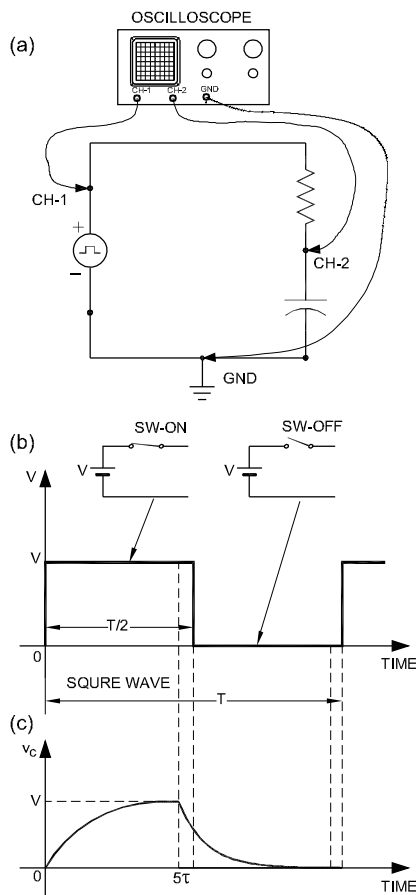 OSCILLOSCOPE
(a)
CH-1 CH-2 GND
CH-1
CH-2
+
−
GND
(b)
SW-ON SW-OFF
V
V V
V
T/2
0
TIME
SQURE WAVE
T
(c)
vc
V
0
5τ
TIME